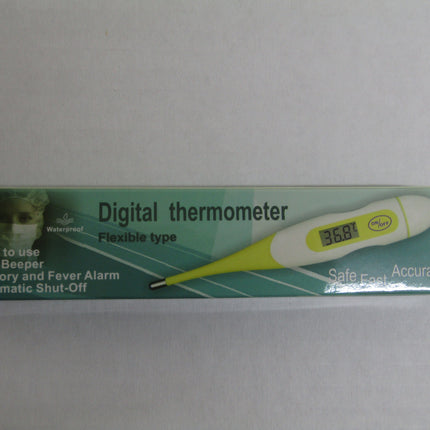 Waterproof
Digital thermometer
Flexible type
to use
Beeper
ory and Fever Alarm
matic Shut-Off
36.8
ON/OFF
Safe Fast Accura